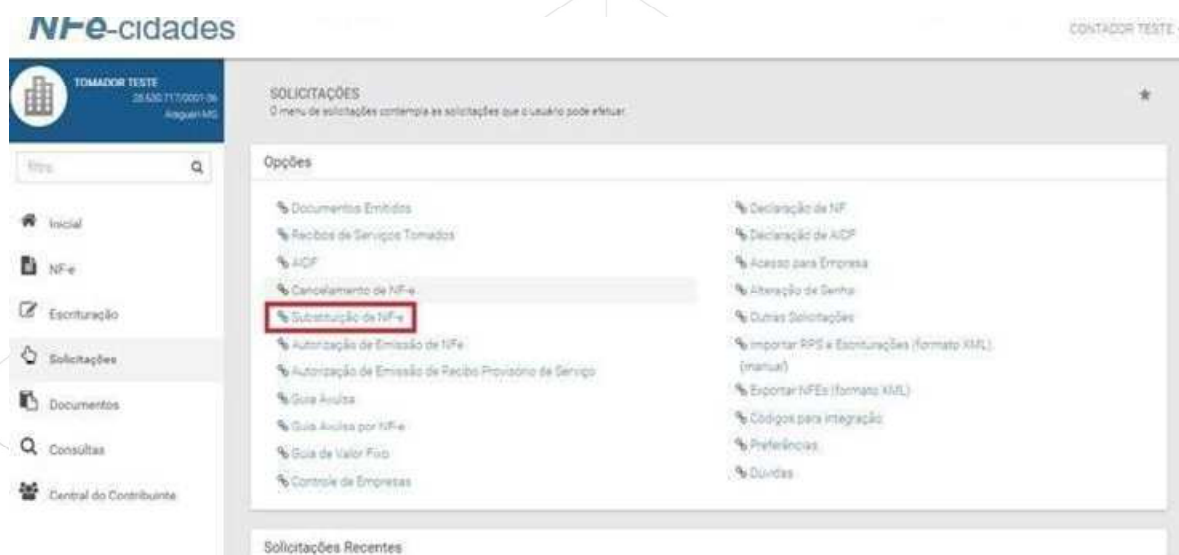 NFe-cidades
CONTADOR TESTE
TOMADOR TESTE
Araguari-MG
SOLICITAÇÕES
O menu de solicitações contempla as solicitações que o usuário pode efetuar.
filtro
Inicial
NF-e
Escrituração
Solicitações
Documentos
Consultas
Central do Contribuinte
Opções
Documentos Emitidos
Recibos de Serviços Tomados
AIDF
Cancelamento de NF-e
Substituição de NF-e
Autorização de Emissão de NFe
Autorização de Emissão de Recibo Provisório de Serviço
Guia Avulsa
Guia Avulsa por NF-e
Guia de Valor Fixo
Controle de Empresas
Declaração de NF
Declaração de AIDF
Acesso para Empresa
Alteração de Senha
Outras Solicitações
Importar RPS e Escriturações (formato XML)
(manual)
Exportar NFEs (formato XML)
Códigos para integração
Preferências
Dúvidas
Solicitações Recentes